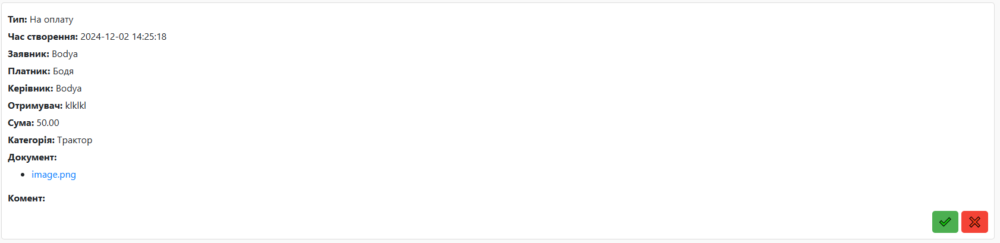 Тип: На оплату
Час створення: 2024-12-02 14:25:18
Заявник: Bodya
Платник: Бодя
Керівник: Bodya
Отримувач: klklkl
Сума: 50.00
Категорія: Трактор
Документ:
image.png
Комент: